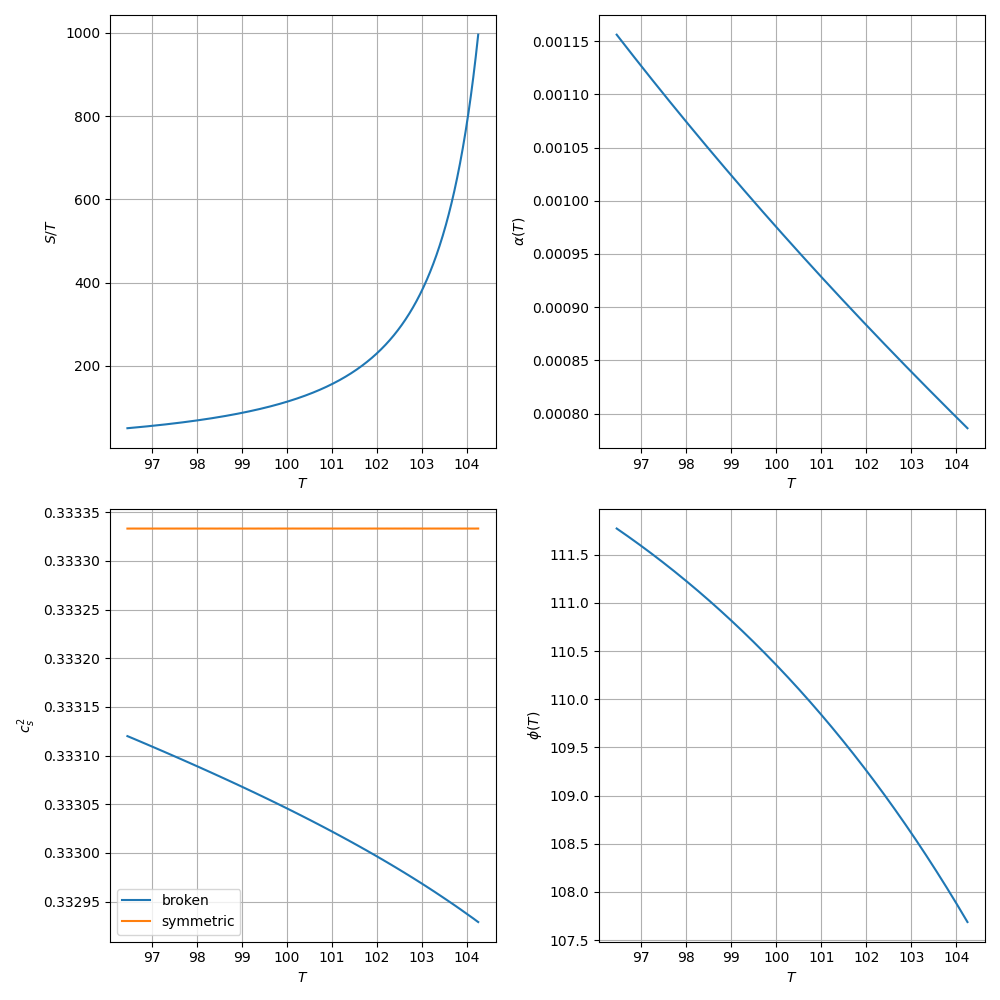 1000
800
600
400
200
S/T
97 98 99 100 101 102 103 104
T
0.00115
0.00110
0.00105
0.00100
0.00095
0.00090
0.00085
0.00080
α(T)
97 98 99 100 101 102 103 104
T
0.33335
0.33330
0.33325
0.33320
0.33315
0.33310
0.33305
0.33300
0.33295
c_s^2
broken
symmetric
97 98 99 100 101 102 103 104
T
111.5
111.0
110.5
110.0
109.5
109.0
108.5
108.0
107.5
ϕ(T)
97 98 99 100 101 102 103 104
T